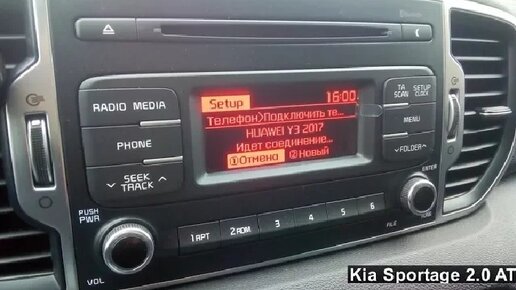 RADIO MEDIA
PHONE
SEEK
TRACK
PUSH
PWR
VOL
Setup 16:00
Телефон>Подключить те...
HUAWEI Y3 2017
Идет соединение...
①Отмена ②Новый
TA
SCAN
SETUP
CLOCK
MENU
FOLDER
ENTER
TUNE
FILE
1 RPT 2 RDM 3 4 5 6
Kia Sportage 2.0 AT